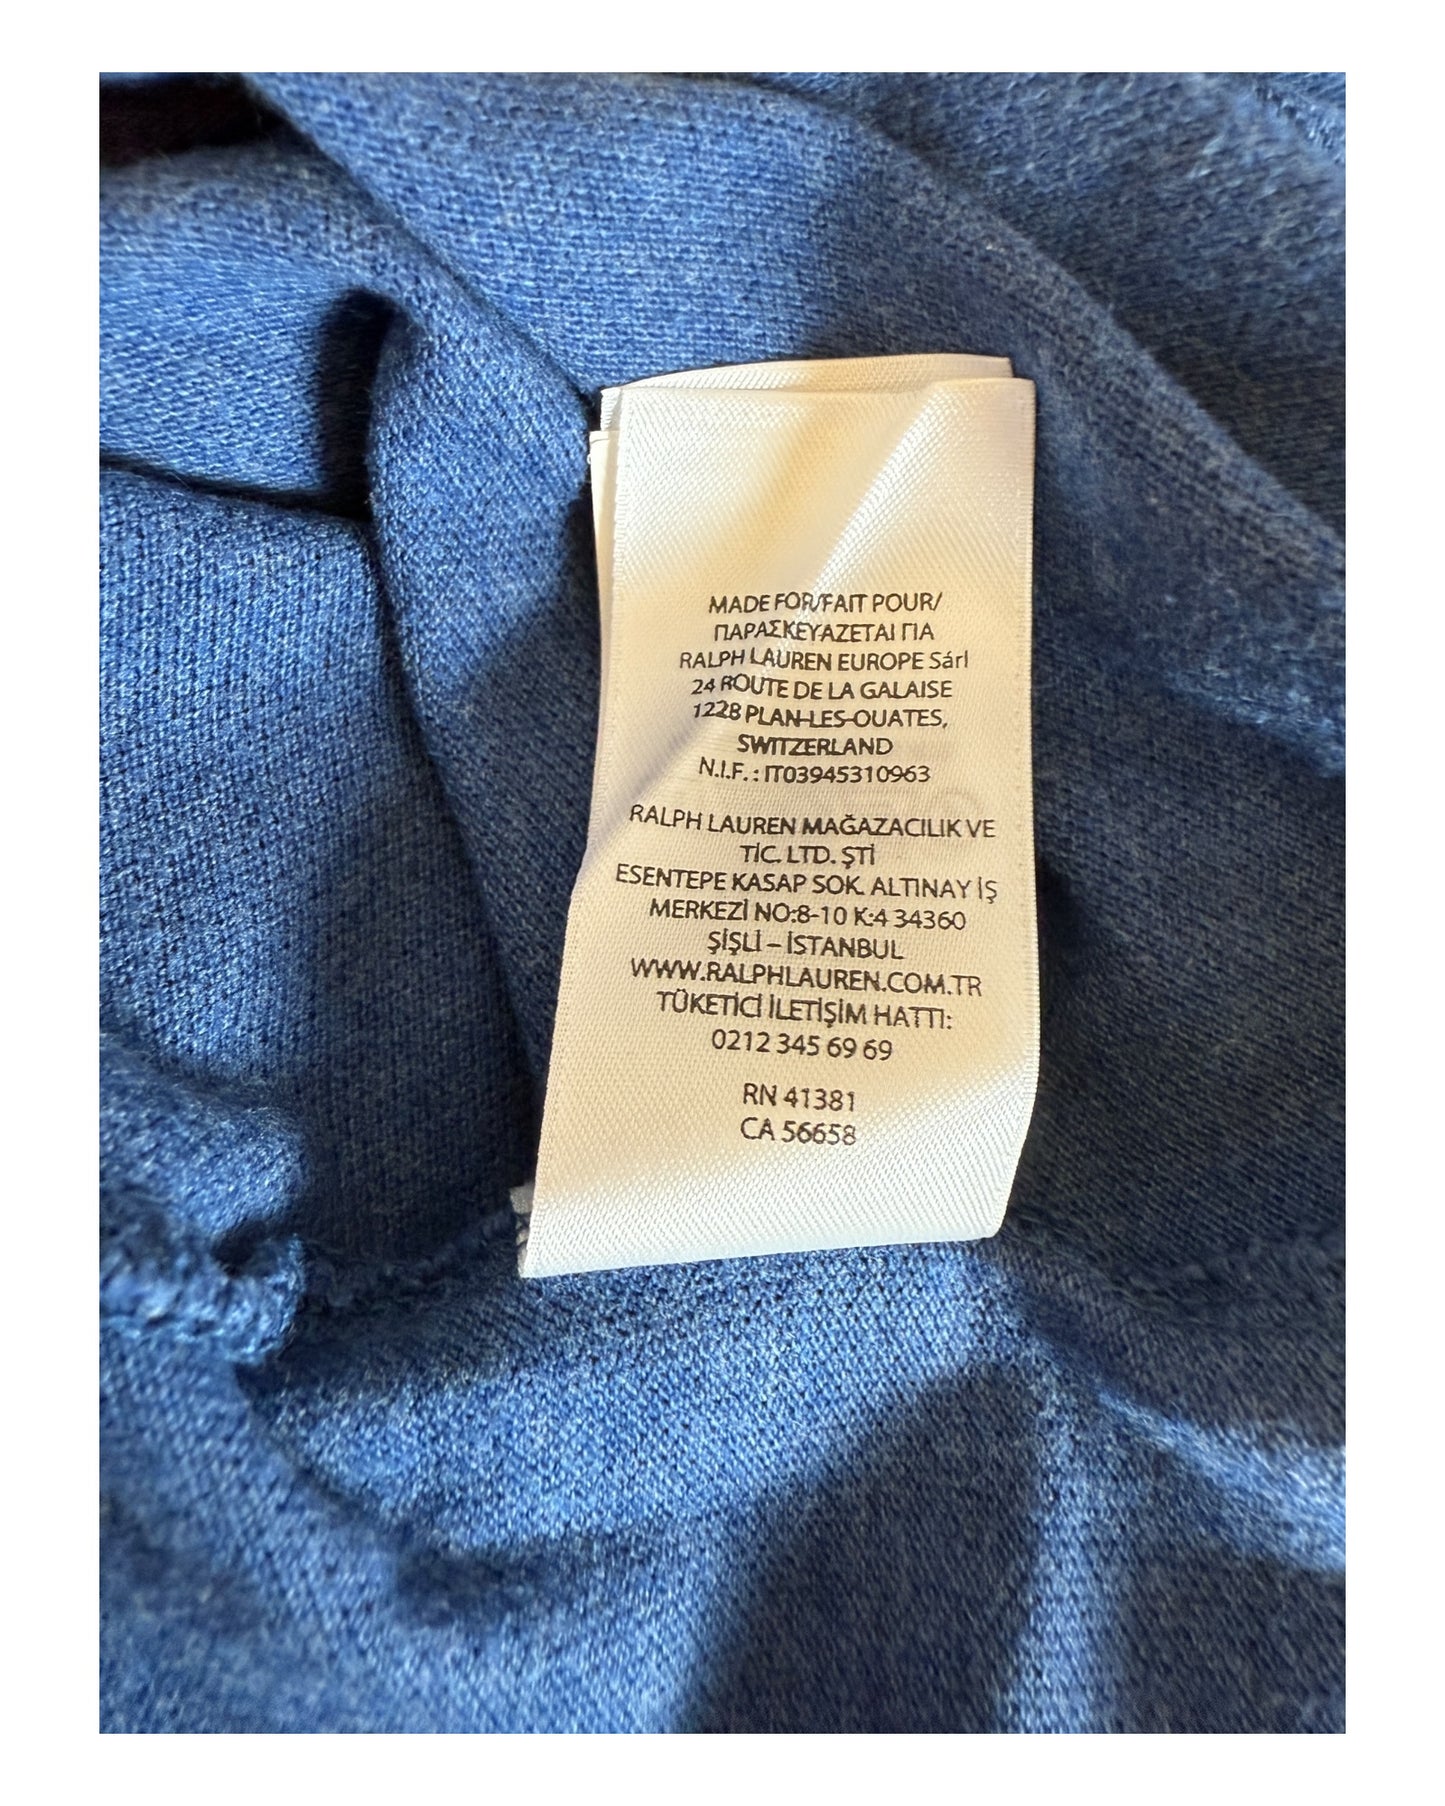 MADE FOR/FAIT POUR/
ΠΑΡΑΣΚΕΥΑΖΕΤΑΙ ΓΙΑ
RALPH LAUREN EUROPE Sárl
24 ROUTE DE LA GALAISE
1228 PLAN-LES-OUATES,
SWITZERLAND
N.I.F. : IT03945310963
RALPH LAUREN MAĞAZACILIK VE
TİC. LTD. ŞTİ
ESENTEPE KASAP SOK. ALTINAY İŞ
MERKEZİ NO:8-10 K:4 34360
ŞİŞLİ – İSTANBUL
WWW.RALPHLAUREN.COM.TR
TÜKETİCİ İLETİŞİM HATTI:
0212 345 69 69
RN 41381
CA 56658